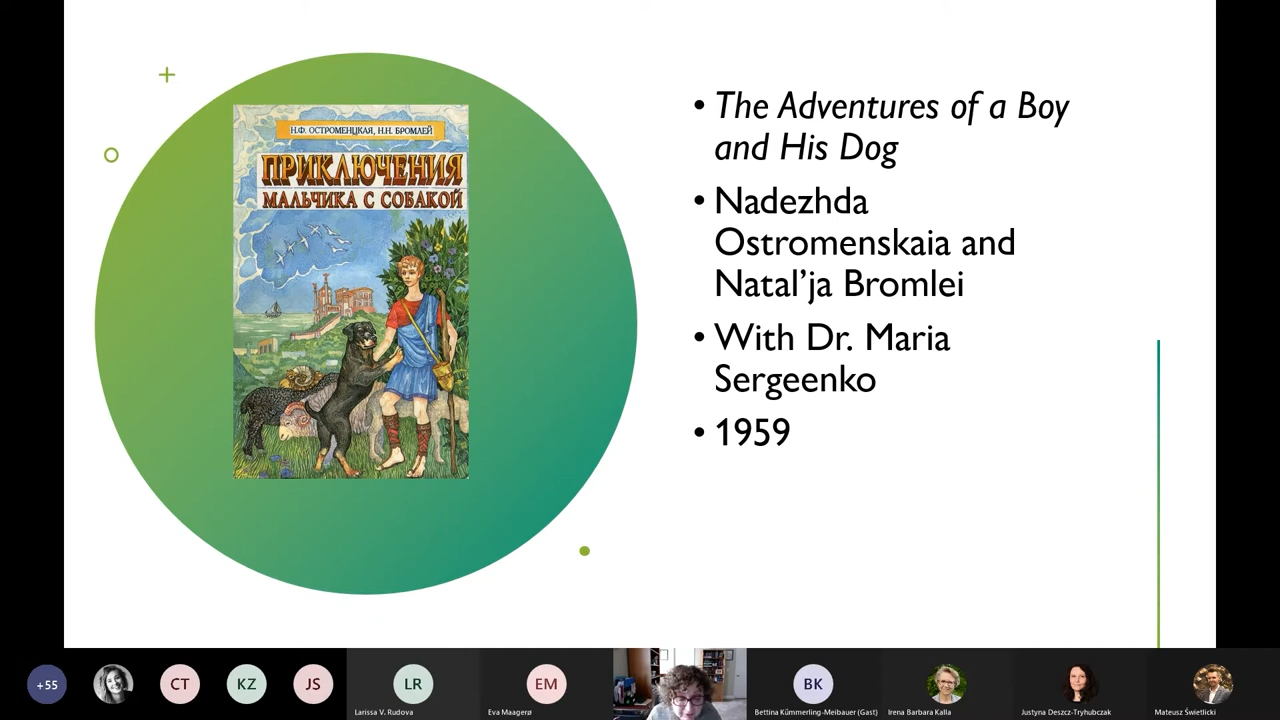 Н.Ф. ОСТРОМЕНЦКАЯ, Н.Н. БРОМЛЕЙ
ПРИКЛЮЧЕНИЯ
МАЛЬЧИКА С СОБАКОЙ
• The Adventures of a Boy
and His Dog
• Nadezhda
Ostromenskaia and
Natal’ja Bromlei
• With Dr. Maria
Sergeenko
• 1959
+55
CT
KZ
JS
LR
Larissa V. Rudova
EM
Eva Maagerø
BK
Bettina Kümmerling-Meibauer (Gast)
Irena Barbara Kalla
Justyna Deszcz-Tryhubczak
Mateusz Świetlicki